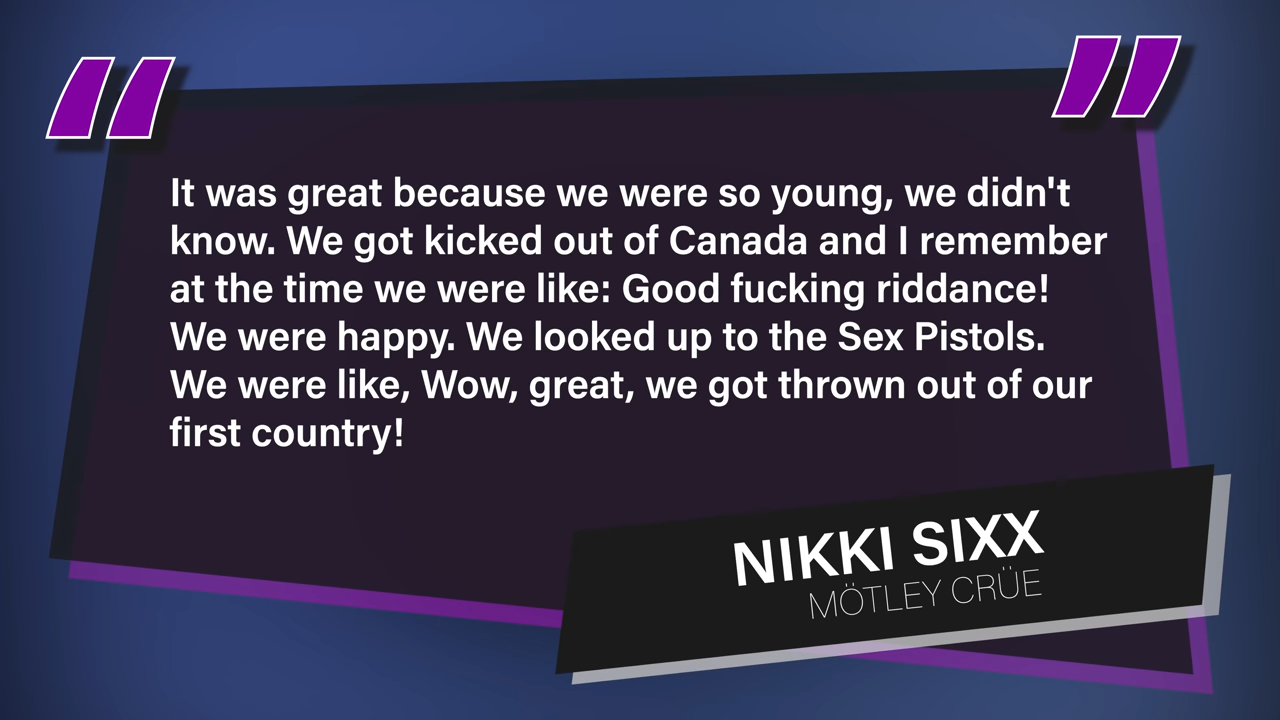 It was great because we were so young, we didn't
know. We got kicked out of Canada and I remember
at the time we were like: Good fucking riddance!
We were happy. We looked up to the Sex Pistols.
We were like, Wow, great, we got thrown out of our
first country!
NIKKI SIXX
MÖTLEY CRÜE